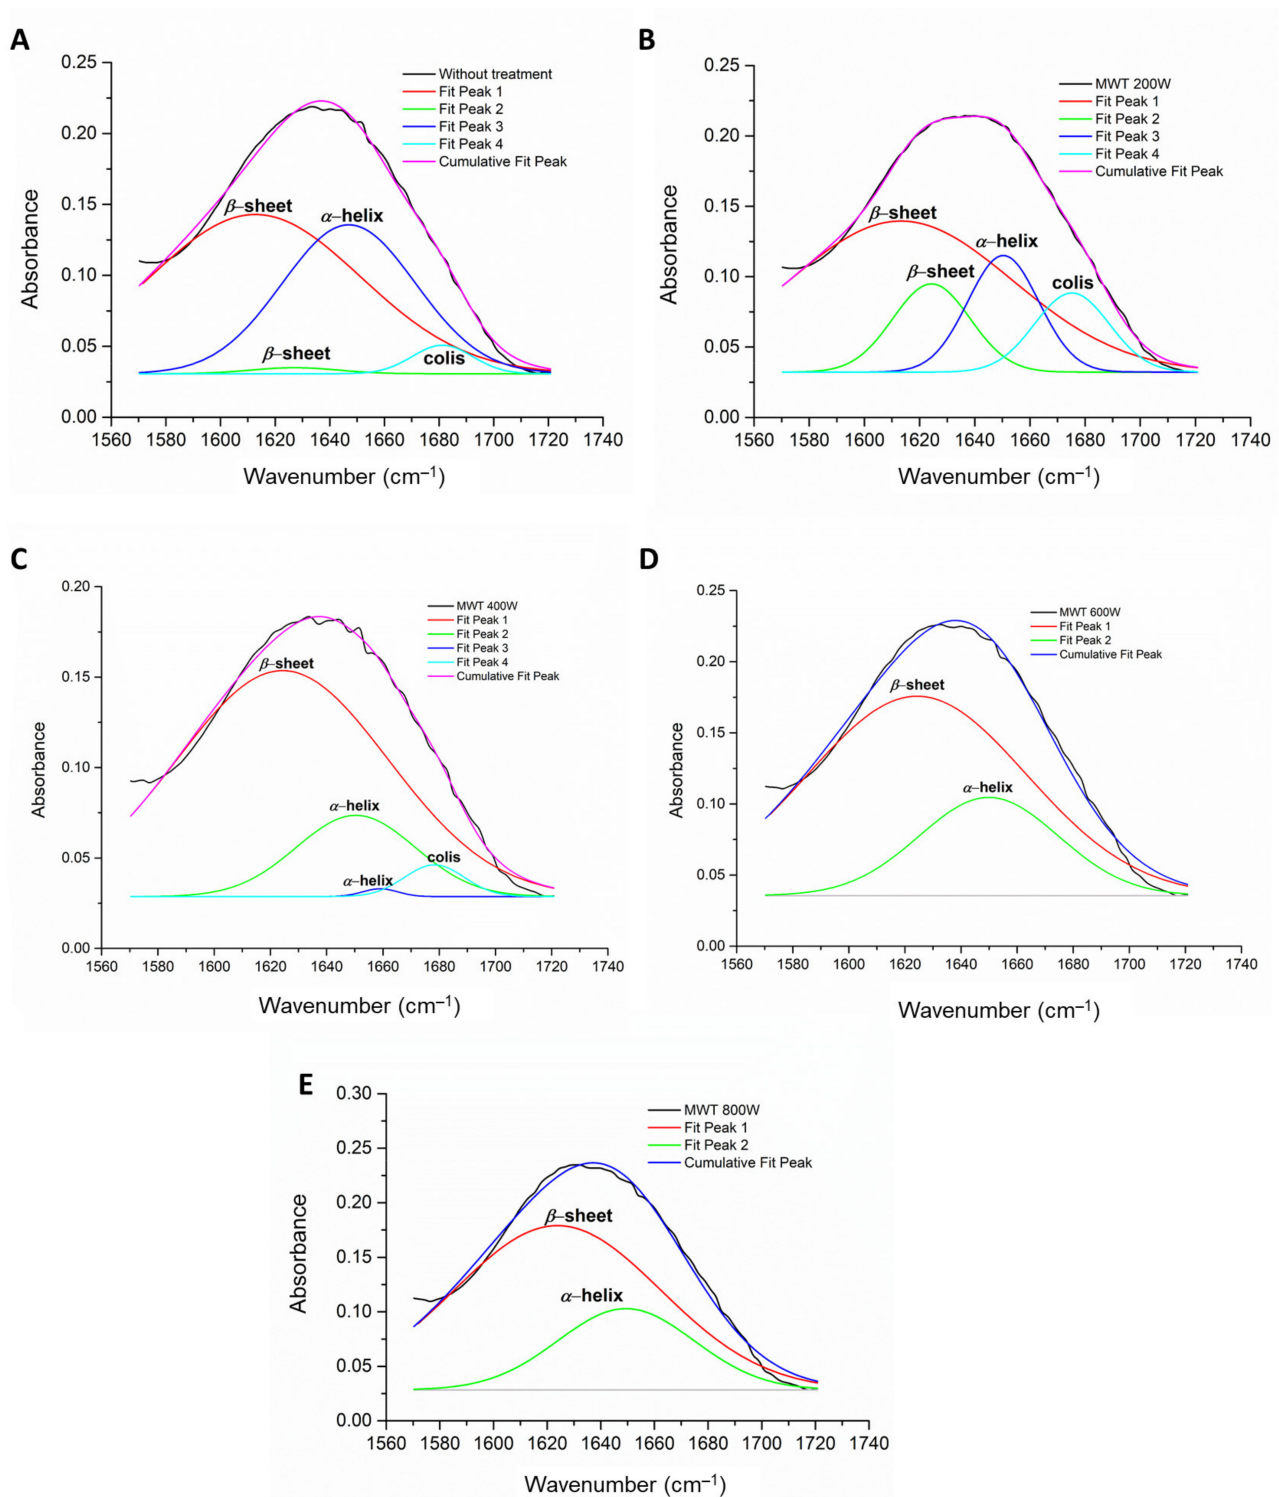 A
Without treatment
Fit Peak 1
Fit Peak 2
Fit Peak 3
Fit Peak 4
Cumulative Fit Peak
0.25
0.20
0.15
0.10
0.05
0.00
Absorbance
β–sheet
α–helix
β–sheet
colis
1560 1580 1600 1620 1640 1660 1680 1700 1720 1740
Wavenumber (cm–1)
B
MWT 200W
Fit Peak 1
Fit Peak 2
Fit Peak 3
Fit Peak 4
Cumulative Fit Peak
0.25
0.20
0.15
0.10
0.05
0.00
Absorbance
β–sheet
α–helix
β–sheet
colis
1560 1580 1600 1620 1640 1660 1680 1700 1720 1740
Wavenumber (cm–1)
C
MWT 400W
Fit Peak 1
Fit Peak 2
Fit Peak 3
Fit Peak 4
Cumulative Fit Peak
0.20
0.15
0.10
0.05
0.00
Absorbance
β–sheet
α–helix
colis
α–helix
1560 1580 1600 1620 1640 1660 1680 1700 1720 1740
Wavenumber (cm–1)
D
MWT 600W
Fit Peak 1
Fit Peak 2
Cumulative Fit Peak
0.25
0.20
0.15
0.10
0.05
0.00
Absorbance
β–sheet
α–helix
1560 1580 1600 1620 1640 1660 1680 1700 1720 1740
Wavenumber (cm–1)
E
MWT 800W
Fit Peak 1
Fit Peak 2
Cumulative Fit Peak
0.30
0.25
0.20
0.15
0.10
0.05
0.00
Absorbance
β–sheet
α–helix
1560 1580 1600 1620 1640 1660 1680 1700 1720 1740
Wavenumber (cm–1)